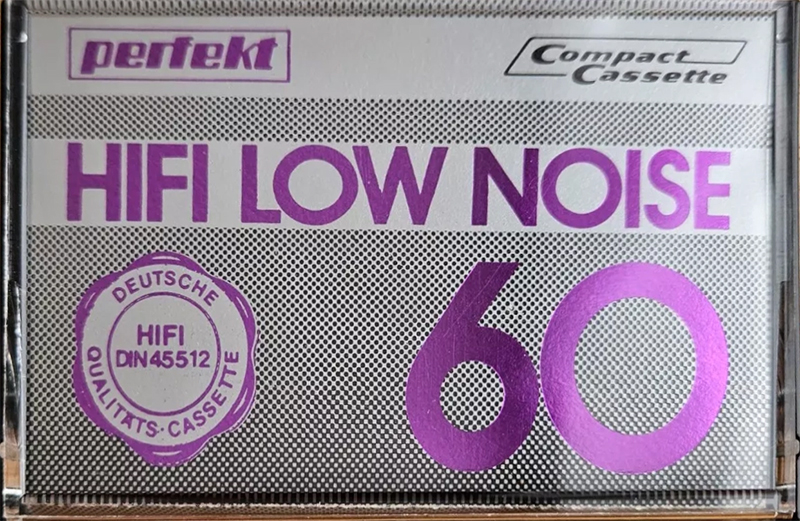 perfekt
Compact
Cassette
HIFI LOW NOISE
60
DEUTSCHE
HIFI
DIN 45512
QUALITÄTS·CASSETTE